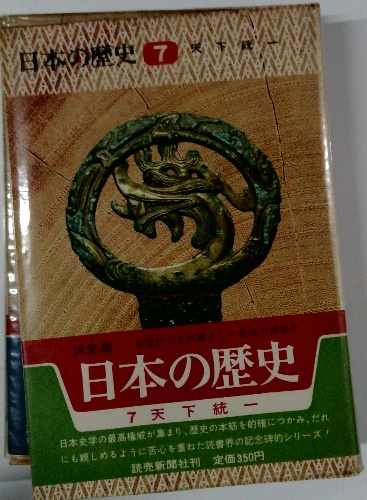 日本の歴史 7 天下統一
決定版
日本の歴史
7 天下統一
日本史学の最高権威が集まり、歴史の本筋を的確につかみ、だれ
にも親しめるように苦心を重ねた読書界の記念碑的シリーズ!
読売新聞社刊 定価350円